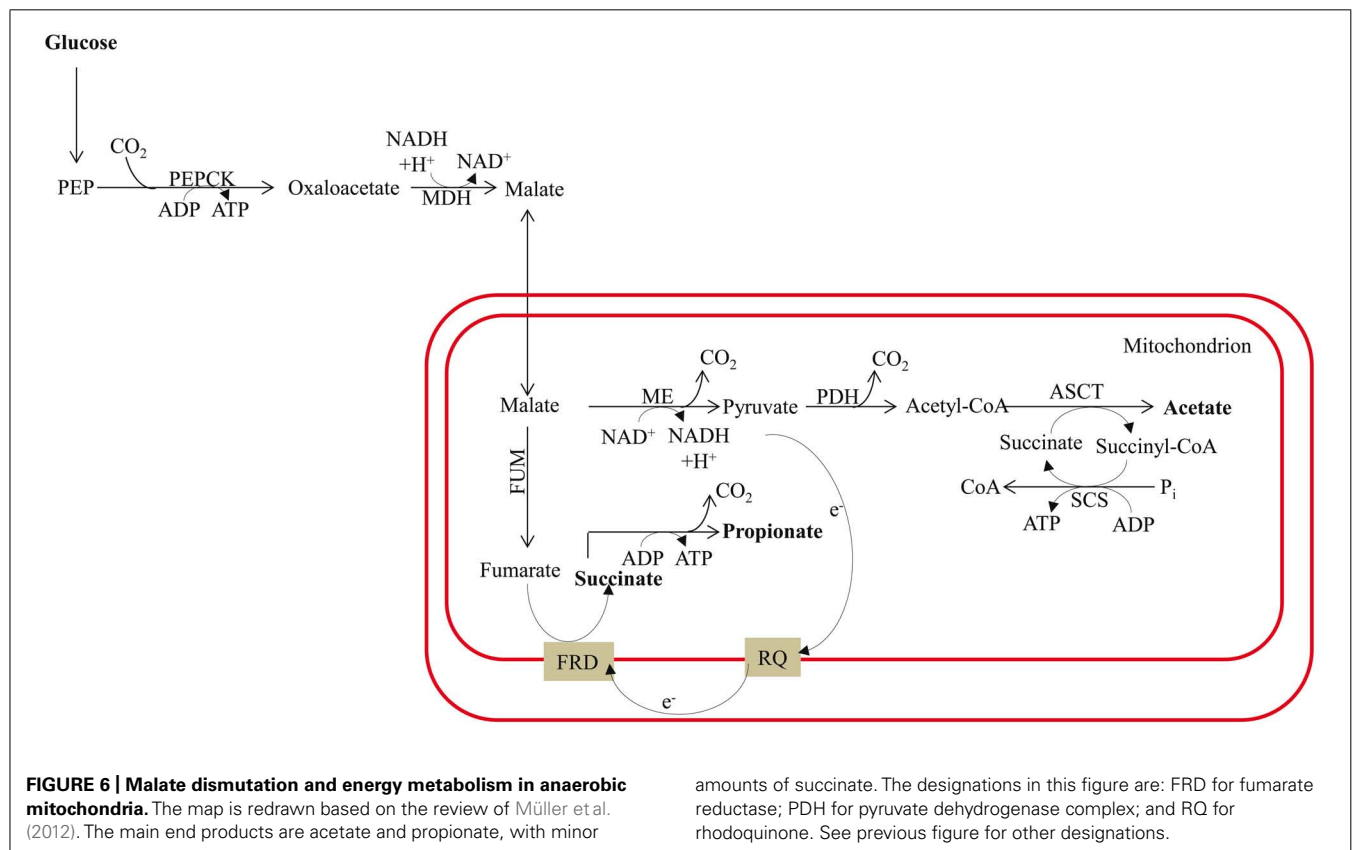 Glucose
CO₂
NADH
+H⁺
NAD⁺
PEP
PEPCK
Oxaloacetate
MDH
Malate
ADP
ATP
Mitochondrion
CO₂
CO₂
Malate
ME
Pyruvate
PDH
Acetyl-CoA
ASCT
Acetate
NAD⁺
NADH
+H⁺
Succinate
Succinyl-CoA
FUM
CoA
SCS
Pᵢ
ATP
ADP
CO₂
e⁻
Propionate
ADP
ATP
Fumarate
Succinate
FRD
RQ
e⁻
FIGURE 6 | Malate dismutation and energy metabolism in anaerobic
mitochondria. The map is redrawn based on the review of Müller et al.
(2012). The main end products are acetate and propionate, with minor
amounts of succinate. The designations in this figure are: FRD for fumarate
reductase; PDH for pyruvate dehydrogenase complex; and RQ for
rhodoquinone. See previous figure for other designations.